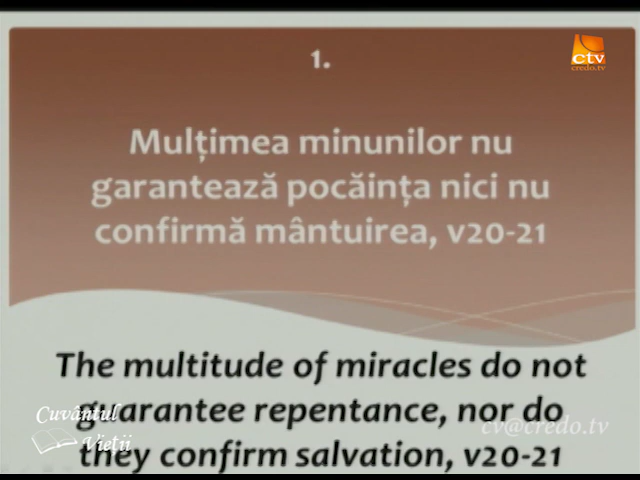 1.
ctv
credo.tv
Mulțimea minunilor nu
garantează pocăința nici nu
confirmă mântuirea, v20-21
The multitude of miracles do not
guarantee repentance, nor do
they confirm salvation, v20-21
Cuvântul
Vieții
cv@credo.tv